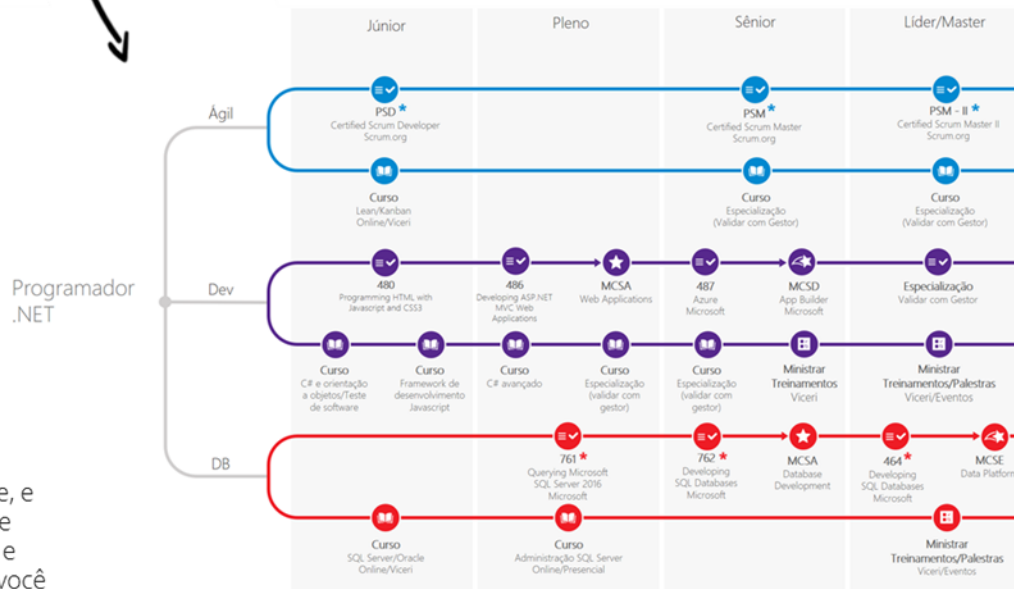 Júnior
Pleno
Sênior
Líder/Master
Ágil
PSD *
Certified Scrum Developer
Scrum.org
PSM *
Certified Scrum Master
Scrum.org
PSM - II *
Certified Scrum Master II
Scrum.org
Curso
Lean/Kanban
Online/Viceri
Curso
Especialização
(Validar com Gestor)
Curso
Especialização
(Validar com Gestor)
Programador
.NET
Dev
480
Programming HTML with
Javascript and CSS3
486
Developing ASP.NET
MVC Web
Applications
MCSA
Web Applications
487
Azure
Microsoft
MCSD
App Builder
Microsoft
Especialização
Validar com Gestor
Curso
C# e orientação
a objetos/Teste
de software
Curso
Framework de
desenvolvimento
Javascript
Curso
C# avançado
Curso
Especialização
(validar com
gestor)
Curso
Especialização
(validar com
gestor)
Ministrar
Treinamentos
Viceri
Ministrar
Treinamentos/Palestras
Viceri/Eventos
DB
761 *
Querying Microsoft
SQL Server 2016
Microsoft
762 *
Developing
SQL Databases
Microsoft
MCSA
Database
Development
464 *
Developing
SQL Databases
Microsoft
MCSE
Data Platform
Curso
SQL Server/Oracle
Online/Viceri
Curso
Administração SQL Server
Online/Presencial
Ministrar
Treinamentos/Palestras
Viceri/Eventos
e, e
e
e
você